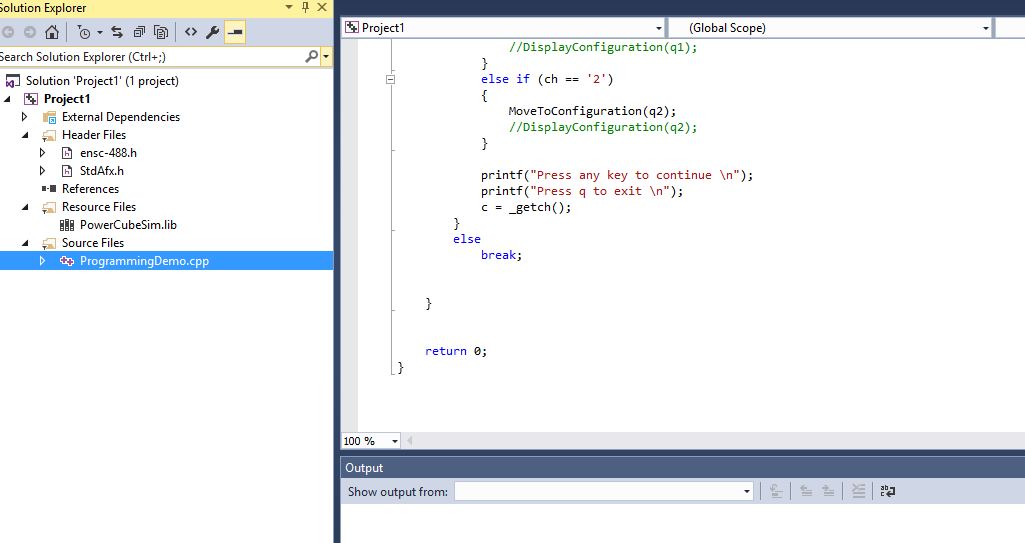 Solution Explorer
Search Solution Explorer (Ctrl+;)
Solution 'Project1' (1 project)
Project1
External Dependencies
Header Files
ensc-488.h
StdAfx.h
References
Resource Files
PowerCubeSim.lib
Source Files
ProgrammingDemo.cpp
Project1
(Global Scope)
//DisplayConfiguration(q1);
}
else if (ch == '2')
{
MoveToConfiguration(q2);
//DisplayConfiguration(q2);
}
printf("Press any key to continue \n");
printf("Press q to exit \n");
c = _getch();
}
else
break;
}
return 0;
}
100 %
Output
Show output from: